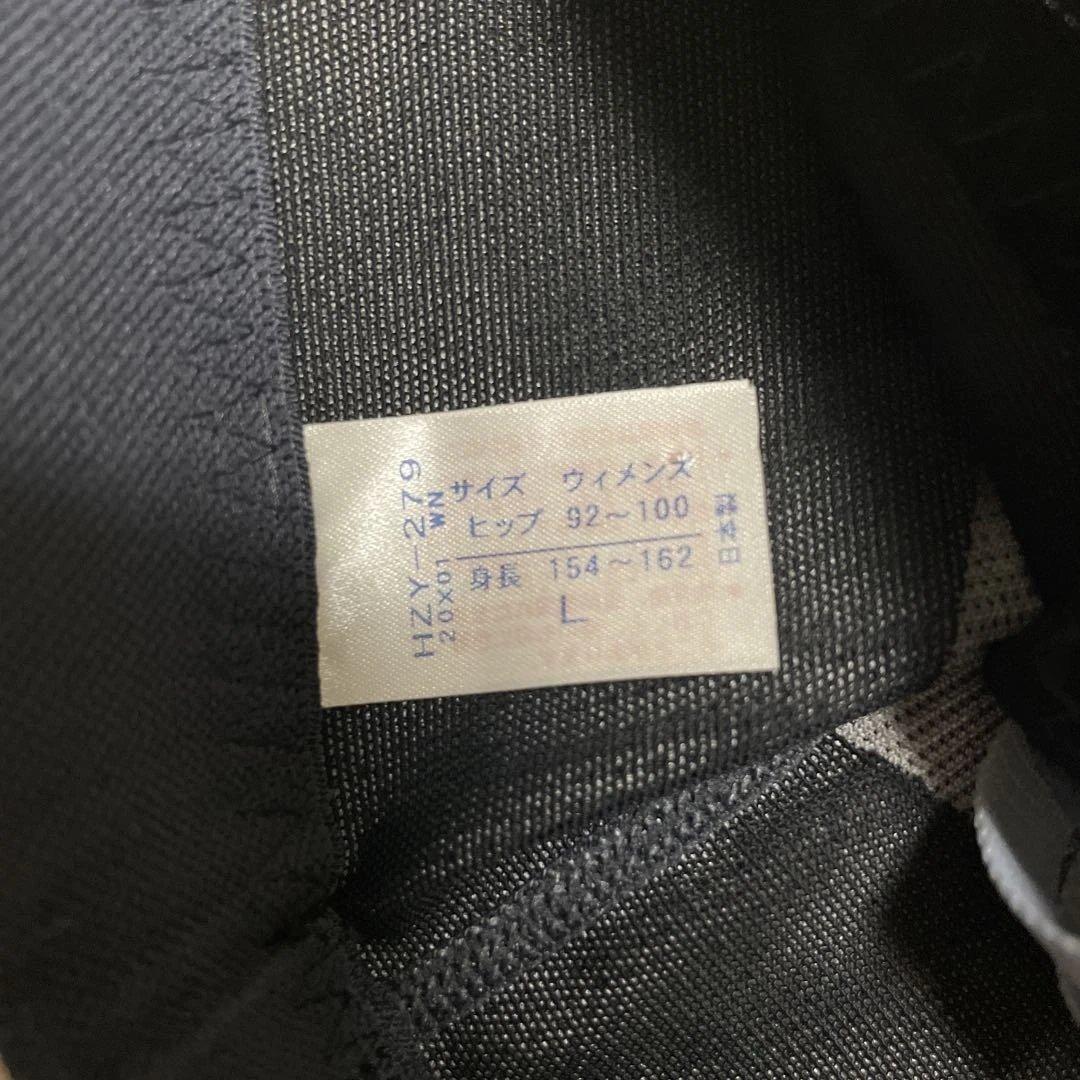 サイズ ウィメンズ
ヒップ 92～100
身長 154～162
L
HZY-279
WN
20X01
日本製